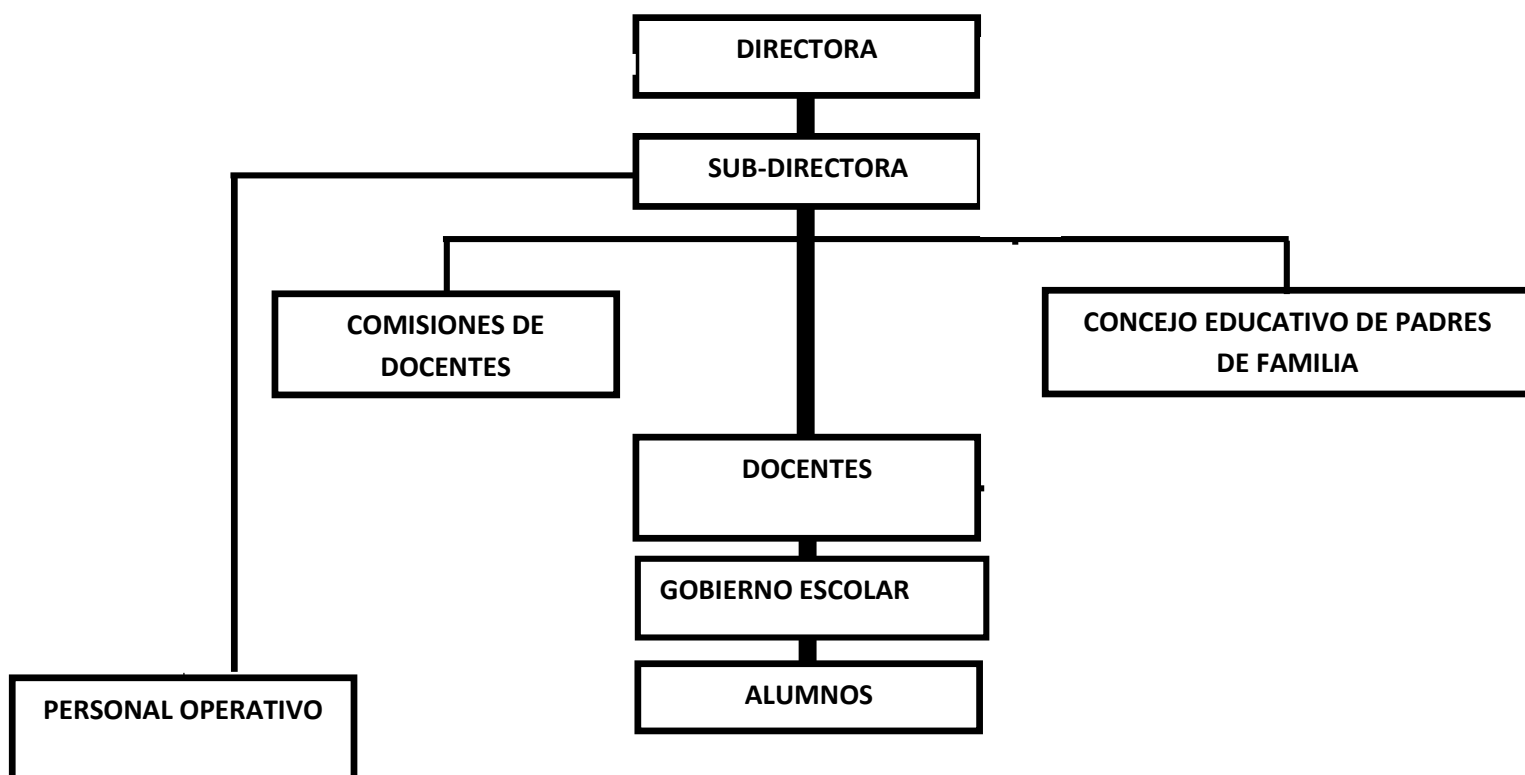 DIRECTORA
SUB-DIRECTORA
COMISIONES DE
DOCENTES
CONCEJO EDUCATIVO DE PADRES
DE FAMILIA
DOCENTES
GOBIERNO ESCOLAR
ALUMNOS
PERSONAL OPERATIVO